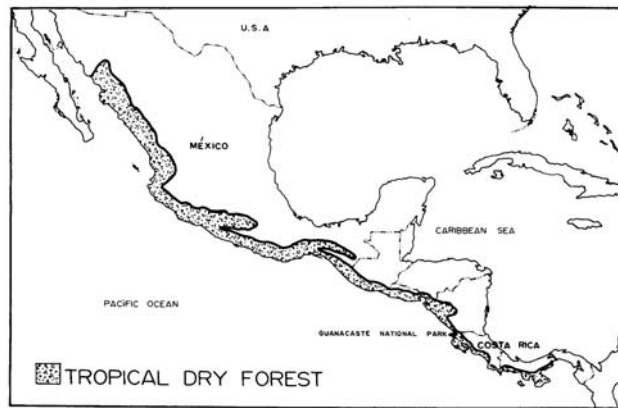 U.S.A
MÉXICO
CARIBBEAN SEA
PACIFIC OCEAN
GUANACASTE NATIONAL PARK
COSTA RICA
TROPICAL DRY FOREST